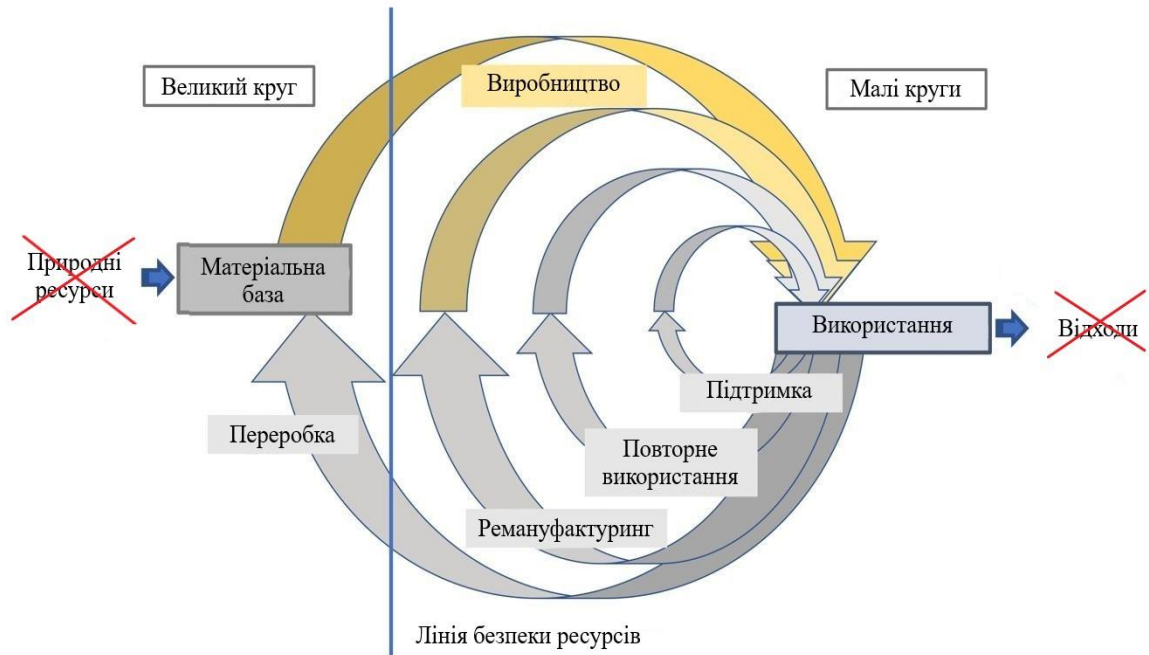 Великий круг
Виробництво
Малі круги
Природні
ресурси
Матеріальна
база
Використання
Відходи
Підтримка
Переробка
Повторне
використання
Ремануфактуринг
Лінія безпеки ресурсів